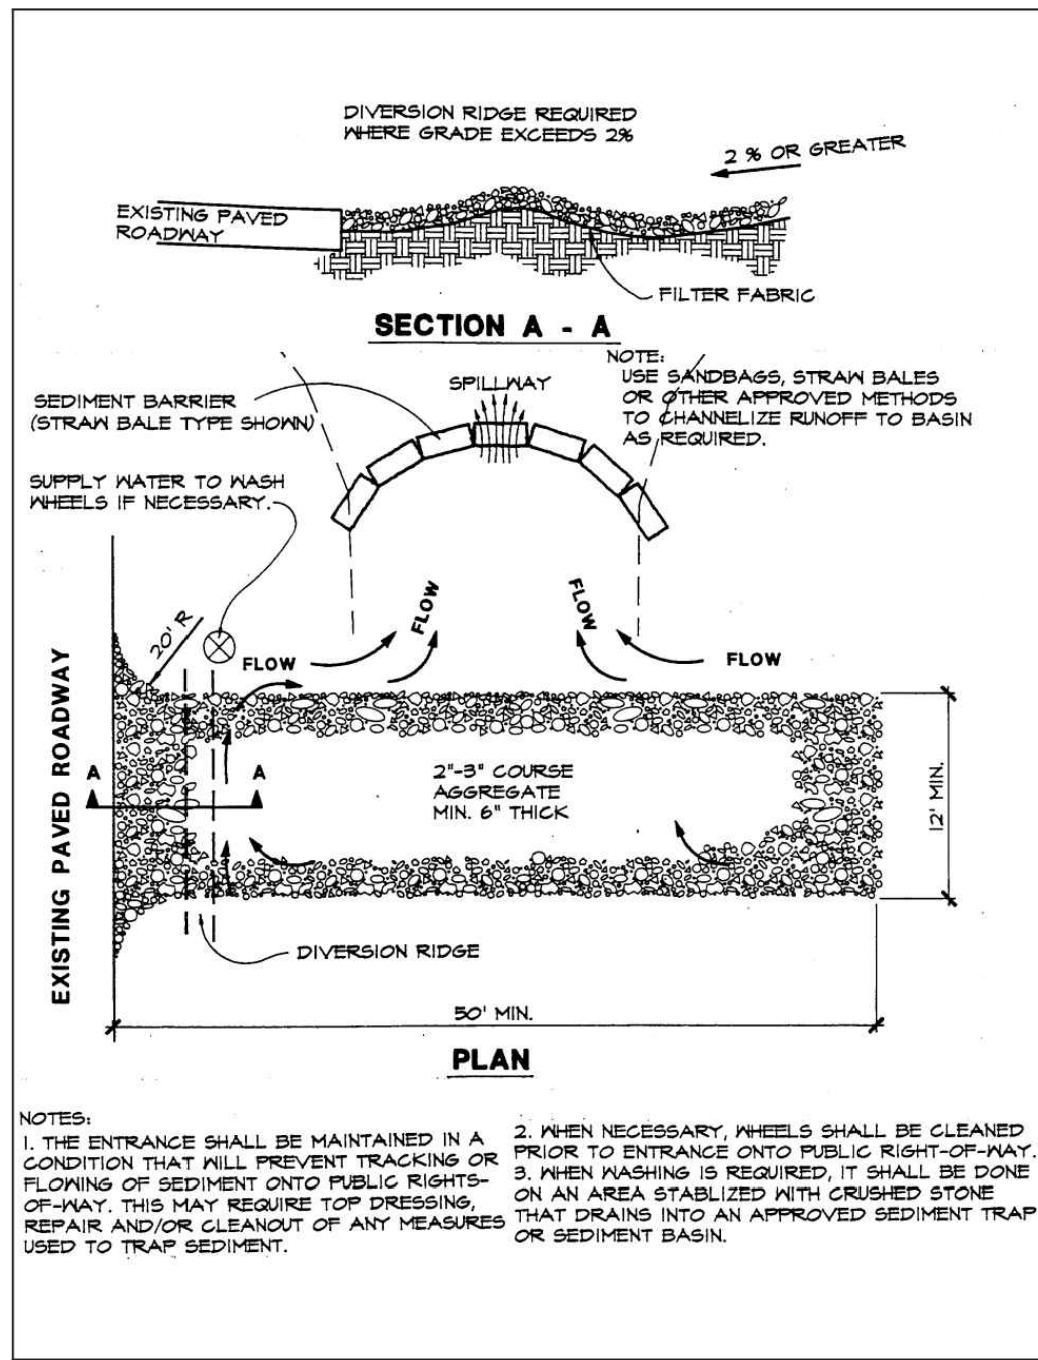 DIVERSION RIDGE REQUIRED
WHERE GRADE EXCEEDS 2%
2 % OR GREATER
EXISTING PAVED
ROADWAY
FILTER FABRIC
SECTION A - A
NOTE:
USE SANDBAGS, STRAW BALES
OR OTHER APPROVED METHODS
TO CHANNELIZE RUNOFF TO BASIN
AS REQUIRED.
SPILLWAY
SEDIMENT BARRIER
(STRAW BALE TYPE SHOWN)
SUPPLY WATER TO WASH
WHEELS IF NECESSARY.
20' R
FLOW
FLOW
FLOW
FLOW
EXISTING PAVED ROADWAY
A
A
2"-3" COURSE
AGGREGATE
MIN. 6" THICK
12' MIN.
DIVERSION RIDGE
50' MIN.
PLAN
NOTES:
1. THE ENTRANCE SHALL BE MAINTAINED IN A
CONDITION THAT WILL PREVENT TRACKING OR
FLOWING OF SEDIMENT ONTO PUBLIC RIGHTS-
OF-WAY. THIS MAY REQUIRE TOP DRESSING,
REPAIR AND/OR CLEANOUT OF ANY MEASURES
USED TO TRAP SEDIMENT.
2. WHEN NECESSARY, WHEELS SHALL BE CLEANED
PRIOR TO ENTRANCE ONTO PUBLIC RIGHT-OF-WAY.
3. WHEN WASHING IS REQUIRED, IT SHALL BE DONE
ON AN AREA STABLIZED WITH CRUSHED STONE
THAT DRAINS INTO AN APPROVED SEDIMENT TRAP
OR SEDIMENT BASIN.